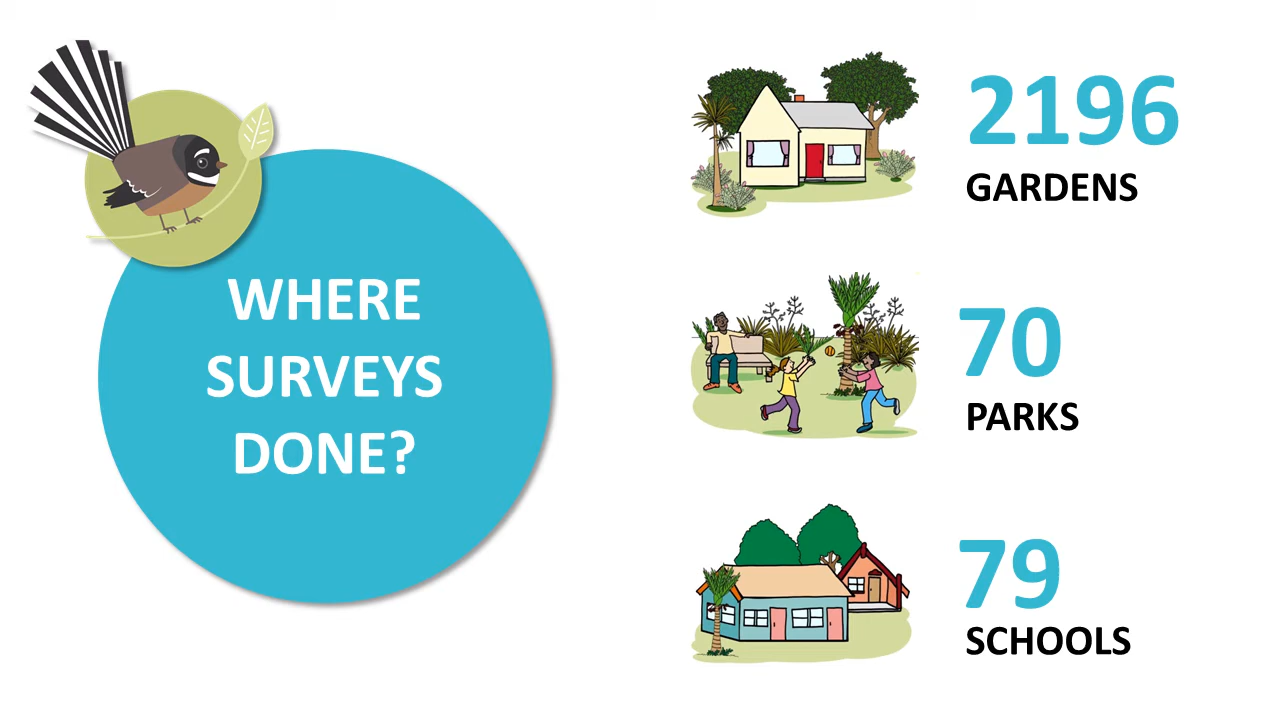 WHERE
SURVEYS
DONE?
2196
GARDENS
70
PARKS
79
SCHOOLS